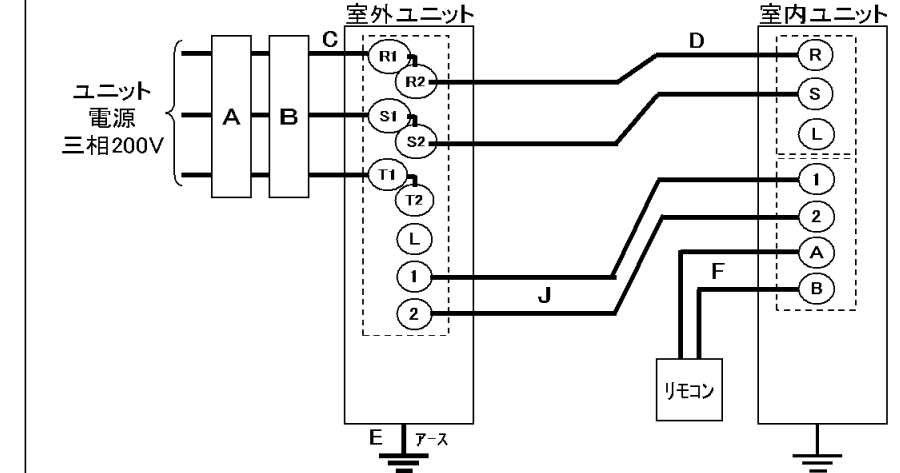 室外ユニット
室内ユニット
ユニット
電源
三相200V
A
B
C
R1
R2
S1
S2
T1
T2
L
1
2
D
J
R
S
L
1
2
A
B
F
リモコン
E
アース